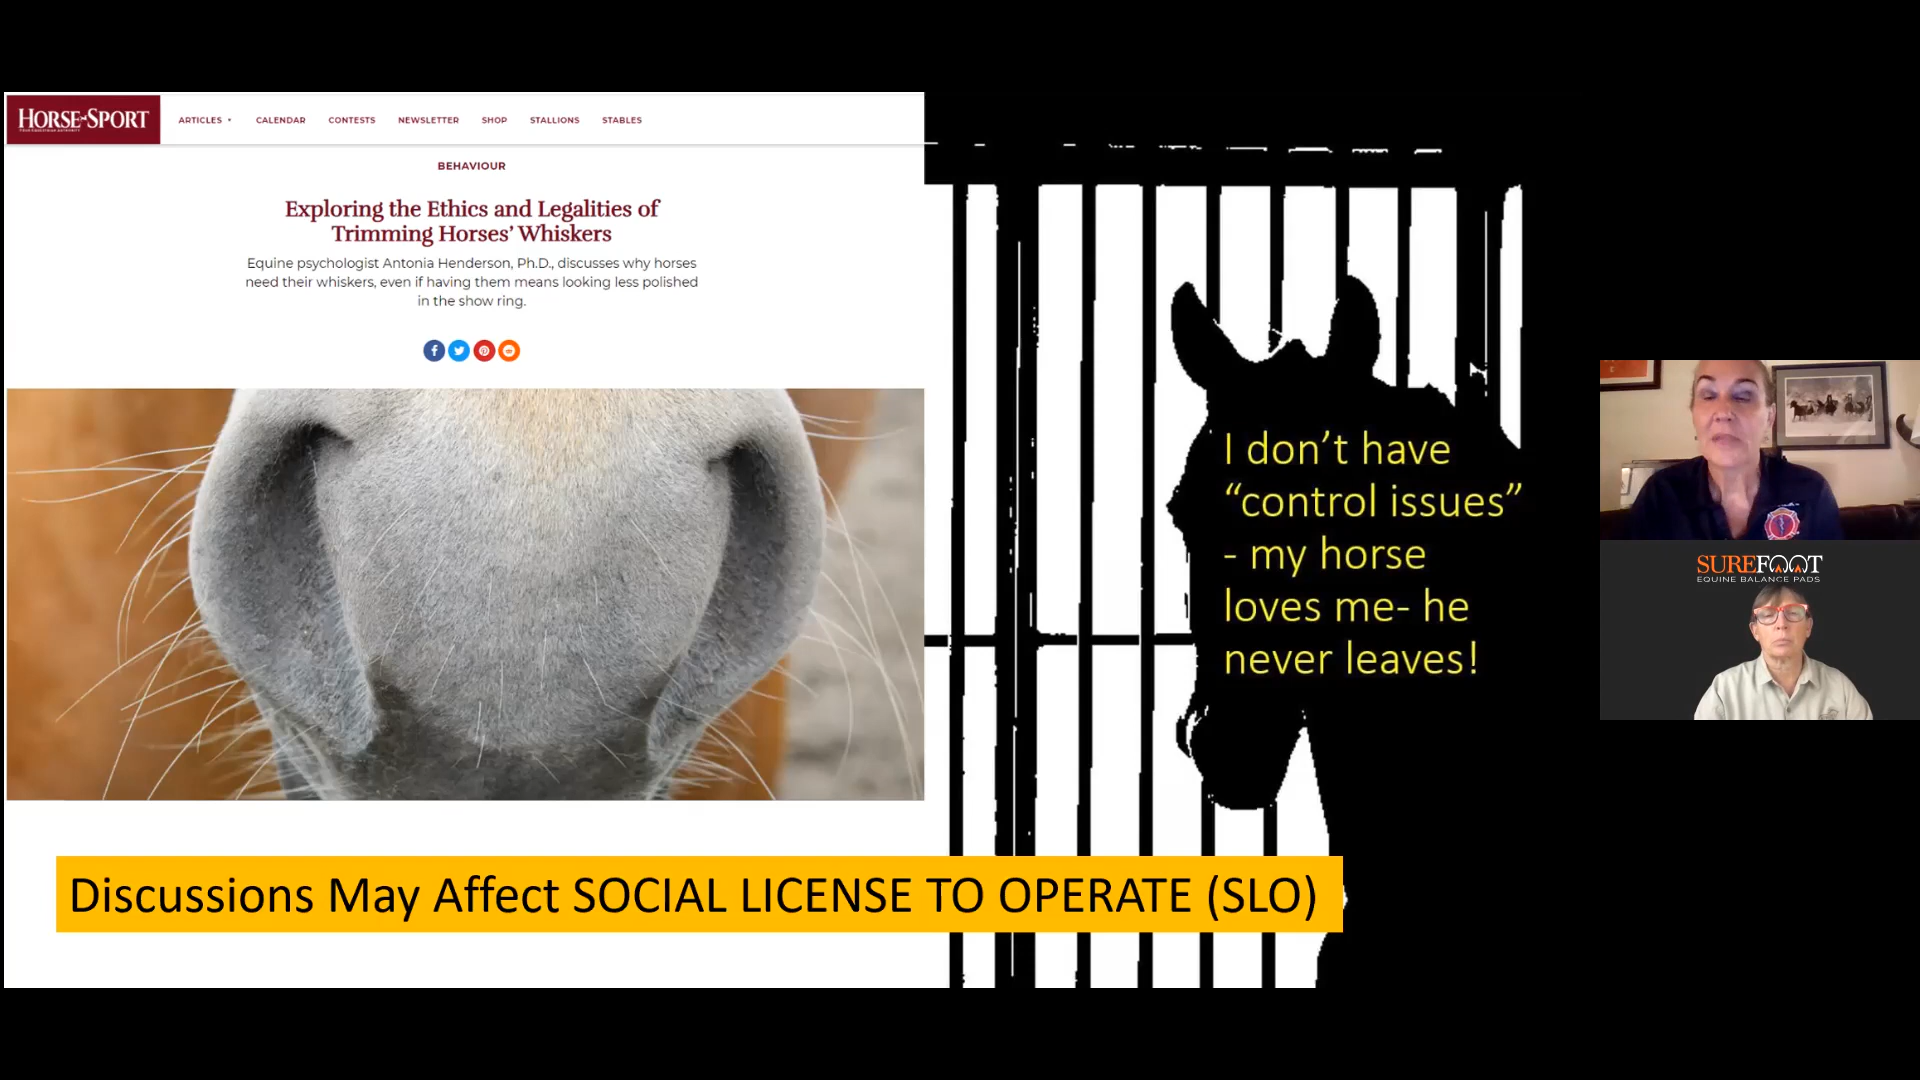 HORSE SPORT
ARTICLES
CALENDAR
CONTESTS
NEWSLETTER
SHOP
STALLIONS
STABLES
BEHAVIOUR
Exploring the Ethics and Legalities of
Trimming Horses’ Whiskers
Equine psychologist Antonia Henderson, Ph.D., discusses why horses
need their whiskers, even if having them means looking less polished
in the show ring.
I don’t have
“control issues”
- my horse
loves me- he
never leaves!
Discussions May Affect SOCIAL LICENSE TO OPERATE (SLO)
SUREFOOT
EQUINE BALANCE PADS